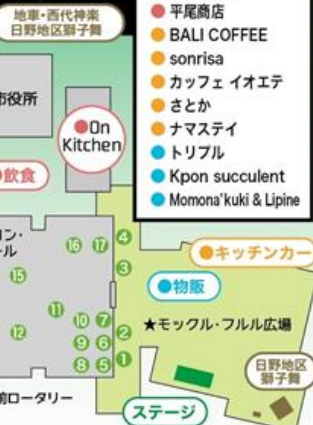 地車・西代神楽
日野地区獅子舞
市役所
●On
Kitchen
●飲食
●平尾商店
●BALI COFFEE
●sonrisa
●カッフェ イオエテ
●さとか
●ナマステイ
●トリプル
●Kpon succulent
●Momona'kuki & Lipine
⑯ ⑰ ④
⑮
③
⑪
⑩ ⑦
⑫
⑨ ⑥ ②
⑧ ⑤ ①
●キッチンカー
●物販
★モックル・フルル広場
日野地区
獅子舞
前ロータリー
ステージ